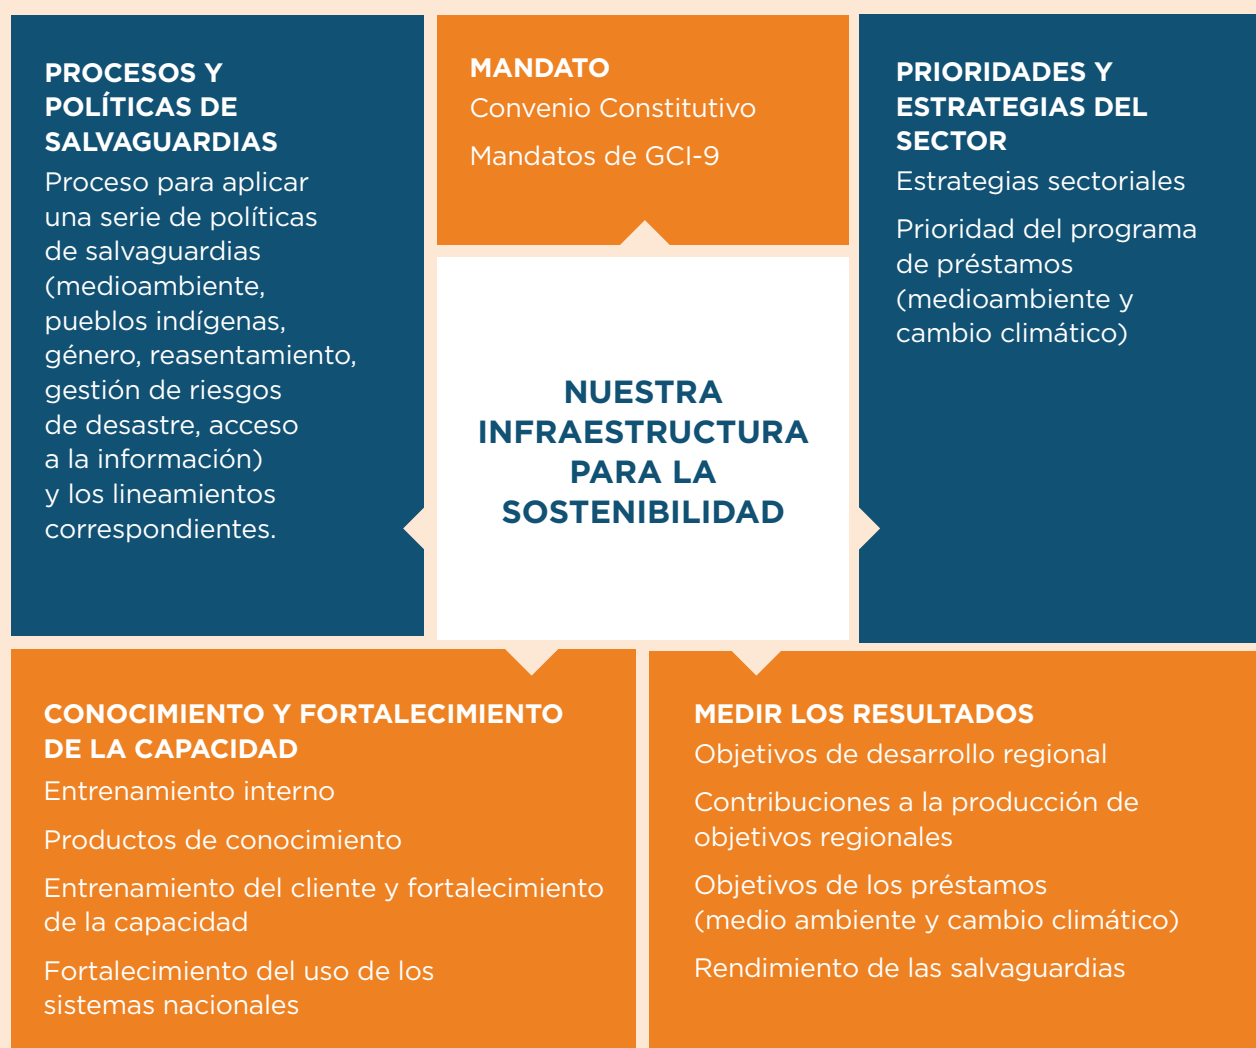 PROCESOS Y
POLÍTICAS DE
SALVAGUARDIAS
Proceso para aplicar
una serie de políticas
de salvaguardias
(medioambiente,
pueblos indígenas,
género, reasentamiento,
gestión de riesgos
de desastre, acceso
a la información)
y los lineamientos
correspondientes.
MANDATO
Convenio Constitutivo
Mandatos de GCI-9
PRIORIDADES Y
ESTRATEGIAS DEL
SECTOR
Estrategias sectoriales
Prioridad del programa
de préstamos
(medioambiente y
cambio climático)
NUESTRA
INFRAESTRUCTURA
PARA LA
SOSTENIBILIDAD
CONOCIMIENTO Y FORTALECIMIENTO
DE LA CAPACIDAD
Entrenamiento interno
Productos de conocimiento
Entrenamiento del cliente y fortalecimiento
de la capacidad
Fortalecimiento del uso de los
sistemas nacionales
MEDIR LOS RESULTADOS
Objetivos de desarrollo regional
Contribuciones a la producción de
objetivos regionales
Objetivos de los préstamos
(medio ambiente y cambio climático)
Rendimiento de las salvaguardias